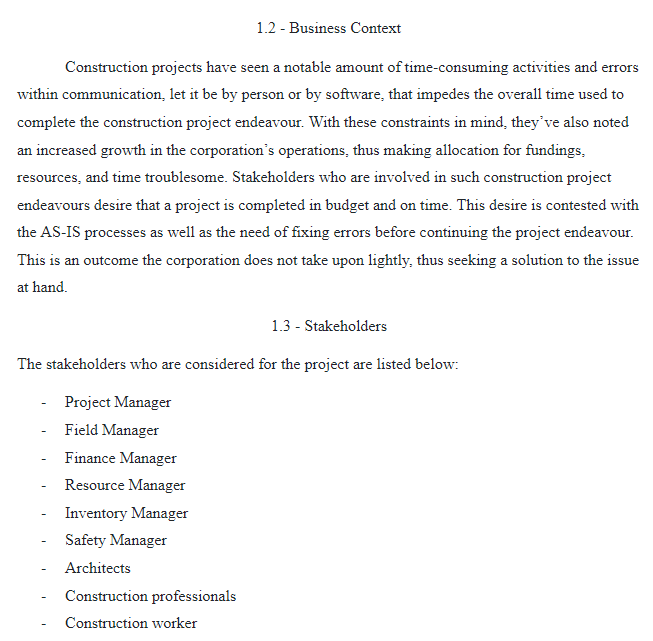 1.2 - Business Context
Construction projects have seen a notable amount of time-consuming activities and errors
within communication, let it be by person or by software, that impedes the overall time used to
complete the construction project endeavour. With these constraints in mind, they've also noted
an increased growth in the corporation's operations, thus making allocation for fundings,
resources, and time troublesome. Stakeholders who are involved in such construction project
endeavours desire that a project is completed in budget and on time. This desire is contested with
the AS-IS processes as well as the need of fixing errors before continuing the project endeavour.
This is an outcome the corporation does not take upon lightly, thus seeking a solution to the issue
at hand.
1.3 - Stakeholders
The stakeholders who are considered for the project are listed below:
- Project Manager
- Field Manager
- Finance Manager
- Resource Manager
- Inventory Manager
- Safety Manager
- Architects
- Construction professionals
- Construction worker